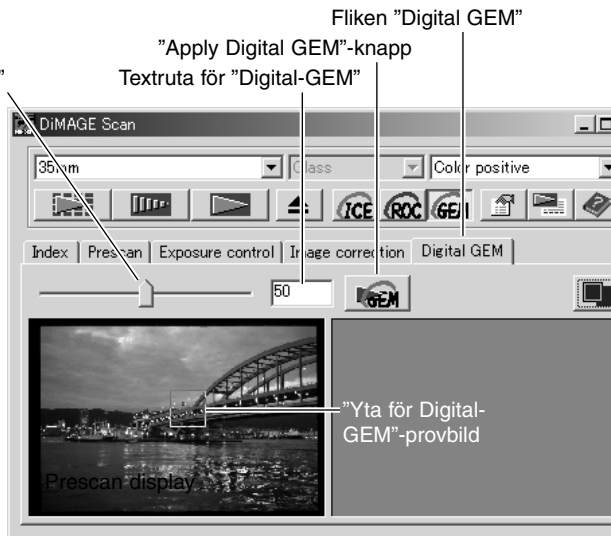 Fliken ”Digital GEM”
”Apply Digital GEM”-knapp
”
Textruta för ”Digital-GEM”
DiMAGE Scan
35mm
Glass
Color positive
ICE
ROC
GEM
Index
Prescan
Exposure control
Image correction
Digital GEM
50
GEM
”Yta för Digital-
GEM”-provbild
Prescan display